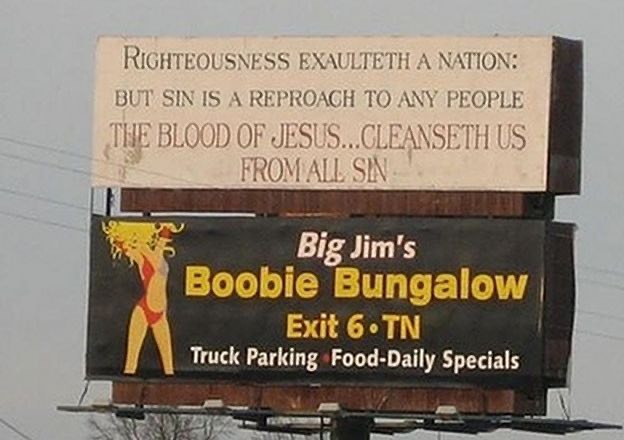 RIGHTEOUSNESS EXAULTETH A NATION:
BUT SIN IS A REPROACH TO ANY PEOPLE
THE BLOOD OF JESUS...CLEANSETH US
FROM ALL SIN
Big Jim's
Boobie Bungalow
Exit 6•TN
Truck Parking•Food-Daily Specials